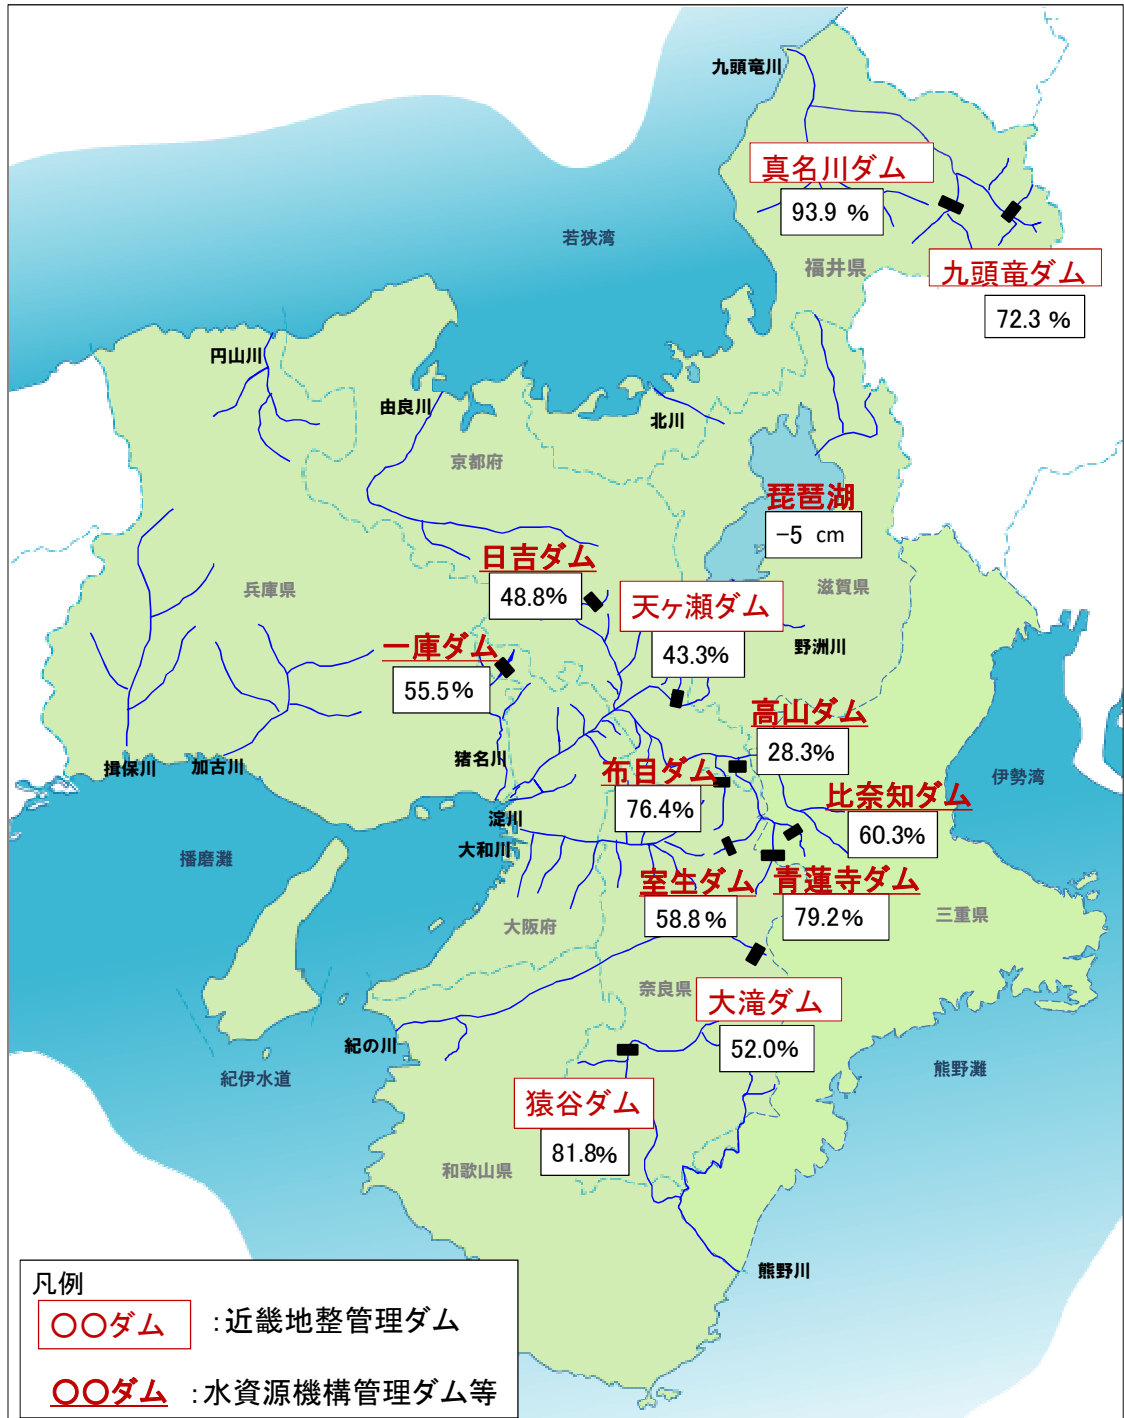 九頭竜川
真名川ダム
93.9 %
若狭湾
福井県
九頭竜ダム
72.3 %
円山川
由良川
北川
京都府
琵琶湖
-5 cm
日吉ダム
48.8%
兵庫県
天ヶ瀬ダム
滋賀県
43.3%
野洲川
一庫ダム
55.5%
高山ダム
28.3%
揖保川
加古川
猪名川
布目ダム
76.4%
伊勢湾
比奈知ダム
60.3%
淀川
大和川
播磨灘
室生ダム
58.8 %
青蓮寺ダム
79.2%
大阪府
三重県
奈良県
大滝ダム
52.0%
紀の川
紀伊水道
熊野灘
猿谷ダム
81.8%
和歌山県
熊野川
凡例
〇〇ダム :近畿地整管理ダム
〇〇ダム :水資源機構管理ダム等